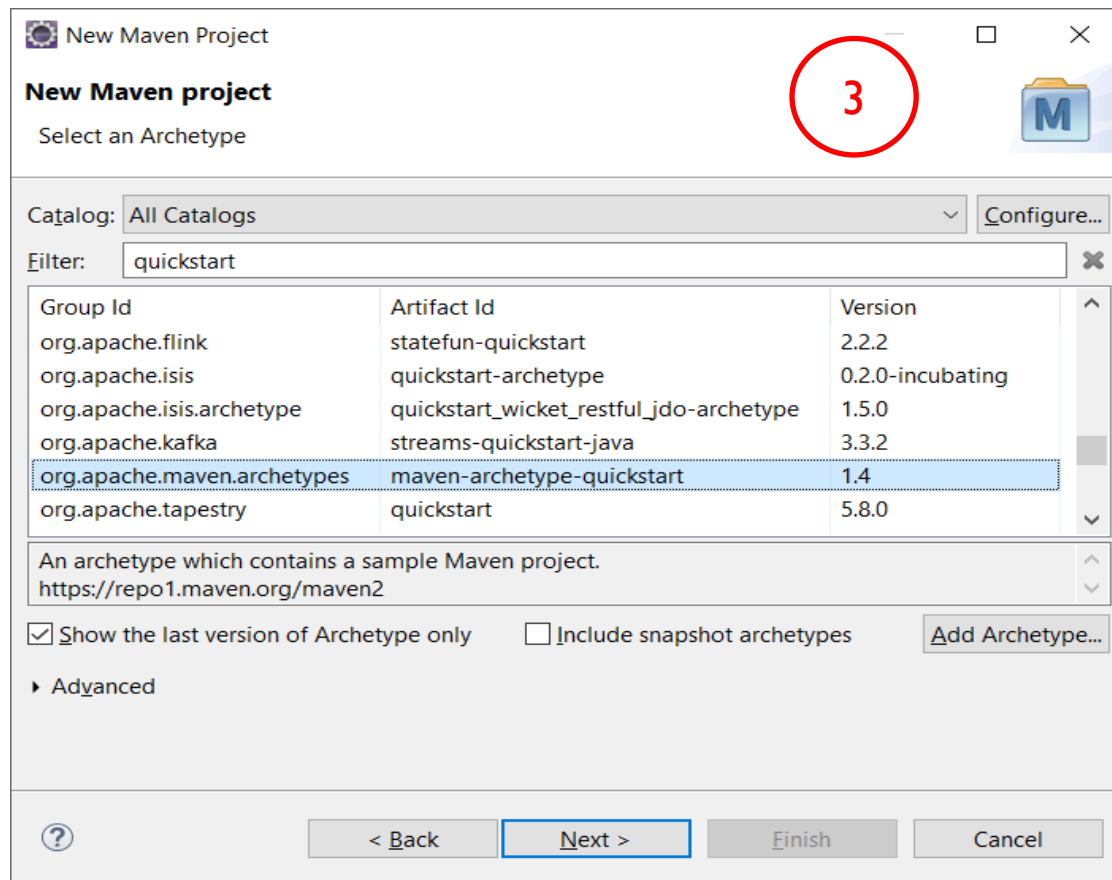 New Maven Project
New Maven project
3
Select an Archetype
Catalog: All Catalogs Configure...
Filter: quickstart
Group Id Artifact Id Version
org.apache.flink statefun-quickstart 2.2.2
org.apache.isis quickstart-archetype 0.2.0-incubating
org.apache.isis.archetype quickstart_wicket_restful_jdo-archetype 1.5.0
org.apache.kafka streams-quickstart-java 3.3.2
org.apache.maven.archetypes maven-archetype-quickstart 1.4
org.apache.tapestry quickstart 5.8.0
An archetype which contains a sample Maven project.
https://repo1.maven.org/maven2
Show the last version of Archetype only Include snapshot archetypes Add Archetype...
Advanced
? < Back Next > Finish Cancel